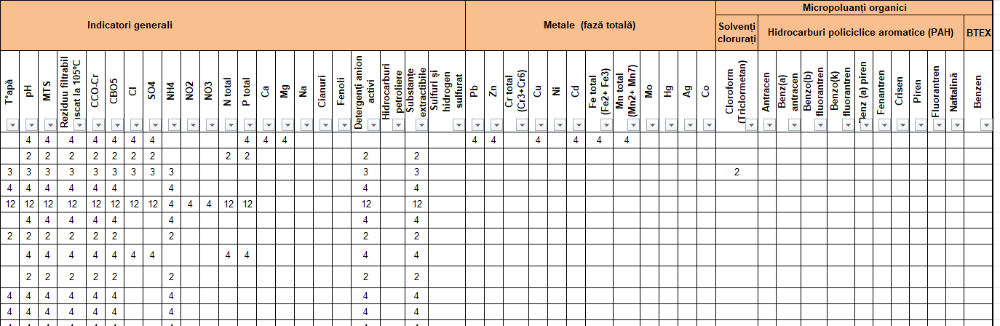 Indicatori generali
Metale (fază totală)
Micropoluanți organici
Solvenți
clorurați
Hidrocarburi policiclice aromatice (PAH)
BTEX
T°apă
pH
MTS
Reziduu filtrabil
uscat la 105°C
CCO-Cr
CBO5
Cl
SO4
NH4
NO2
NO3
N total
P total
Ca
Mg
Na
Cianuri
Fenoli
Detergenți anion
activi
Hidrocarburi
petroliere
Substanțe
extractibile
Sulfuri și
hidrogen
sulfurat
Pb
Zn
Cr total
(Cr3+Cr6)
Cu
Ni
Cd
Fe total
(Fe2+ Fe3)
Mn total
(Mn2+ Mn7)
Mo
Hg
Ag
Co
Cloroform
(Triclormetan)
Antracen
Benz(a)
antracen
Benzo(b)
fluorantren
Benzo(k)
fluorantren
Benz (a) piren
Fenantren
Crisen
Piren
Fluorantren
Naftalină
Benzen
4 4 4 4 4 4 4 4 4 4 4 4 4 4 4 4
2 2 2 2 2 2 2 2 2 2 2
3 3 3 3 3 3 3 3 3 3 3 2
4 4 4 4 4 4 4 4 4
12 12 12 12 12 12 12 12 4 4 4 12 12 12 12
4 4 4 4 4 4 4 4
2 2 2 2 2 2 2 2 2
4 4 4 4 4 4 4 4 4 4 4
2 2 2 2 2 2 2 2
4 4 4 4 4 4 4 4 4
4 4 4 4 4 4 4 4 4